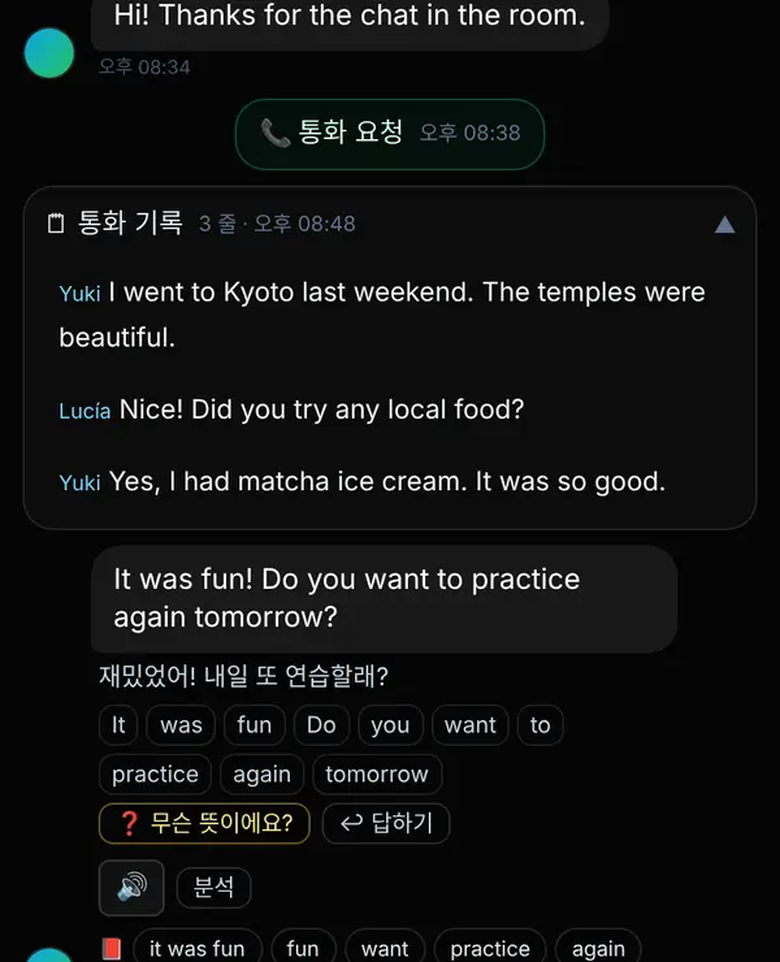 Hi! Thanks for the chat in the room.
오후 08:34
통화 요청 오후 08:38
통화 기록 3 줄 · 오후 08:48
Yuki I went to Kyoto last weekend. The temples were
beautiful.
Lucía Nice! Did you try any local food?
Yuki Yes, I had matcha ice cream. It was so good.
It was fun! Do you want to practice
again tomorrow?
재밌었어! 내일 또 연습할래?
It was fun Do you want to
practice again tomorrow
❓ 무슨 뜻이에요? ↩ 답하기
분석
it was fun fun want practice again